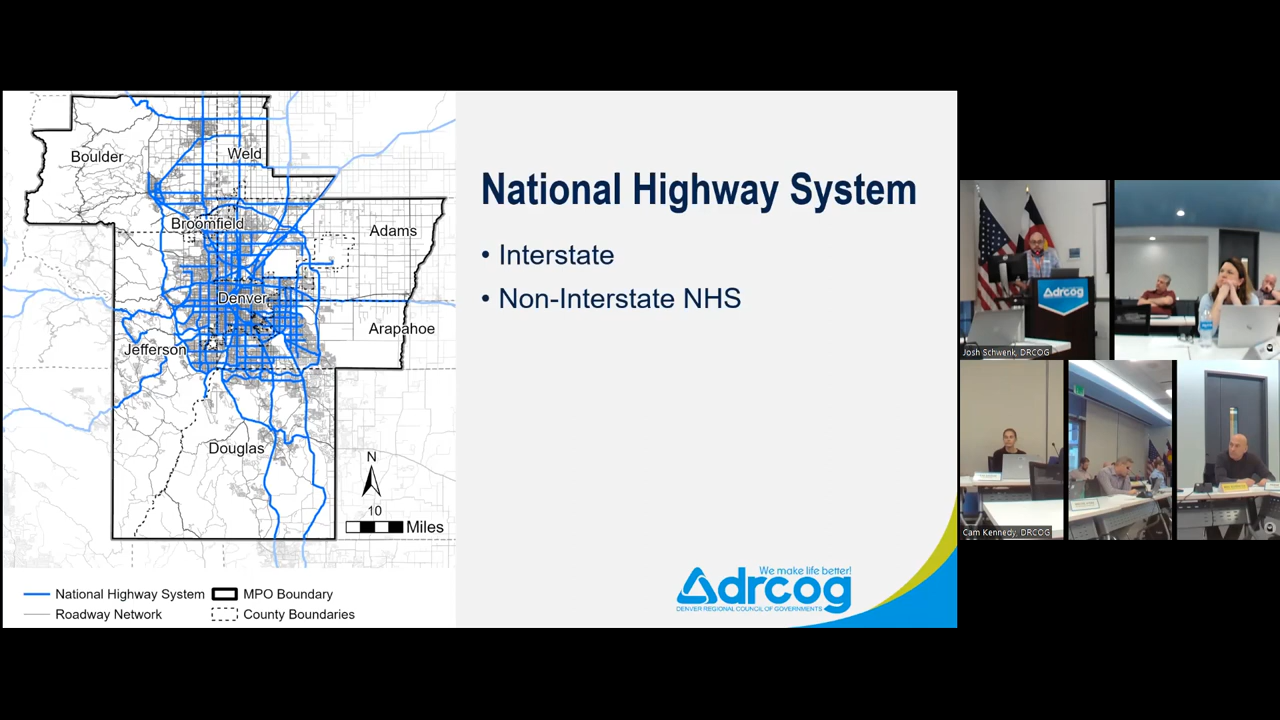 Boulder
Weld
Broomfield
Adams
Denver
Arapahoe
Jefferson
Douglas
N
10
Miles
National Highway System
MPO Boundary
Roadway Network
County Boundaries
National Highway System
• Interstate
• Non-Interstate NHS
We make life better!
drcog
DENVER REGIONAL COUNCIL OF GOVERNMENTS
drcog
Josh Schwenk, DRCOG
Cam Kennedy, DRCOG